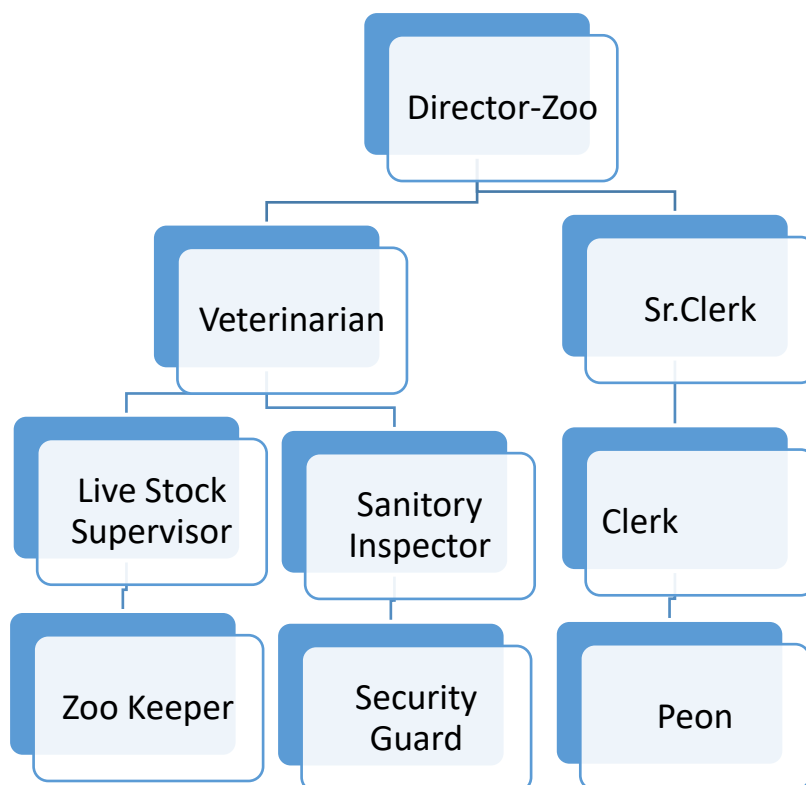 Director-Zoo
Veterinarian
Sr.Clerk
Live Stock
Supervisor
Sanitory
Inspector
Clerk
Zoo Keeper
Security
Guard
Peon